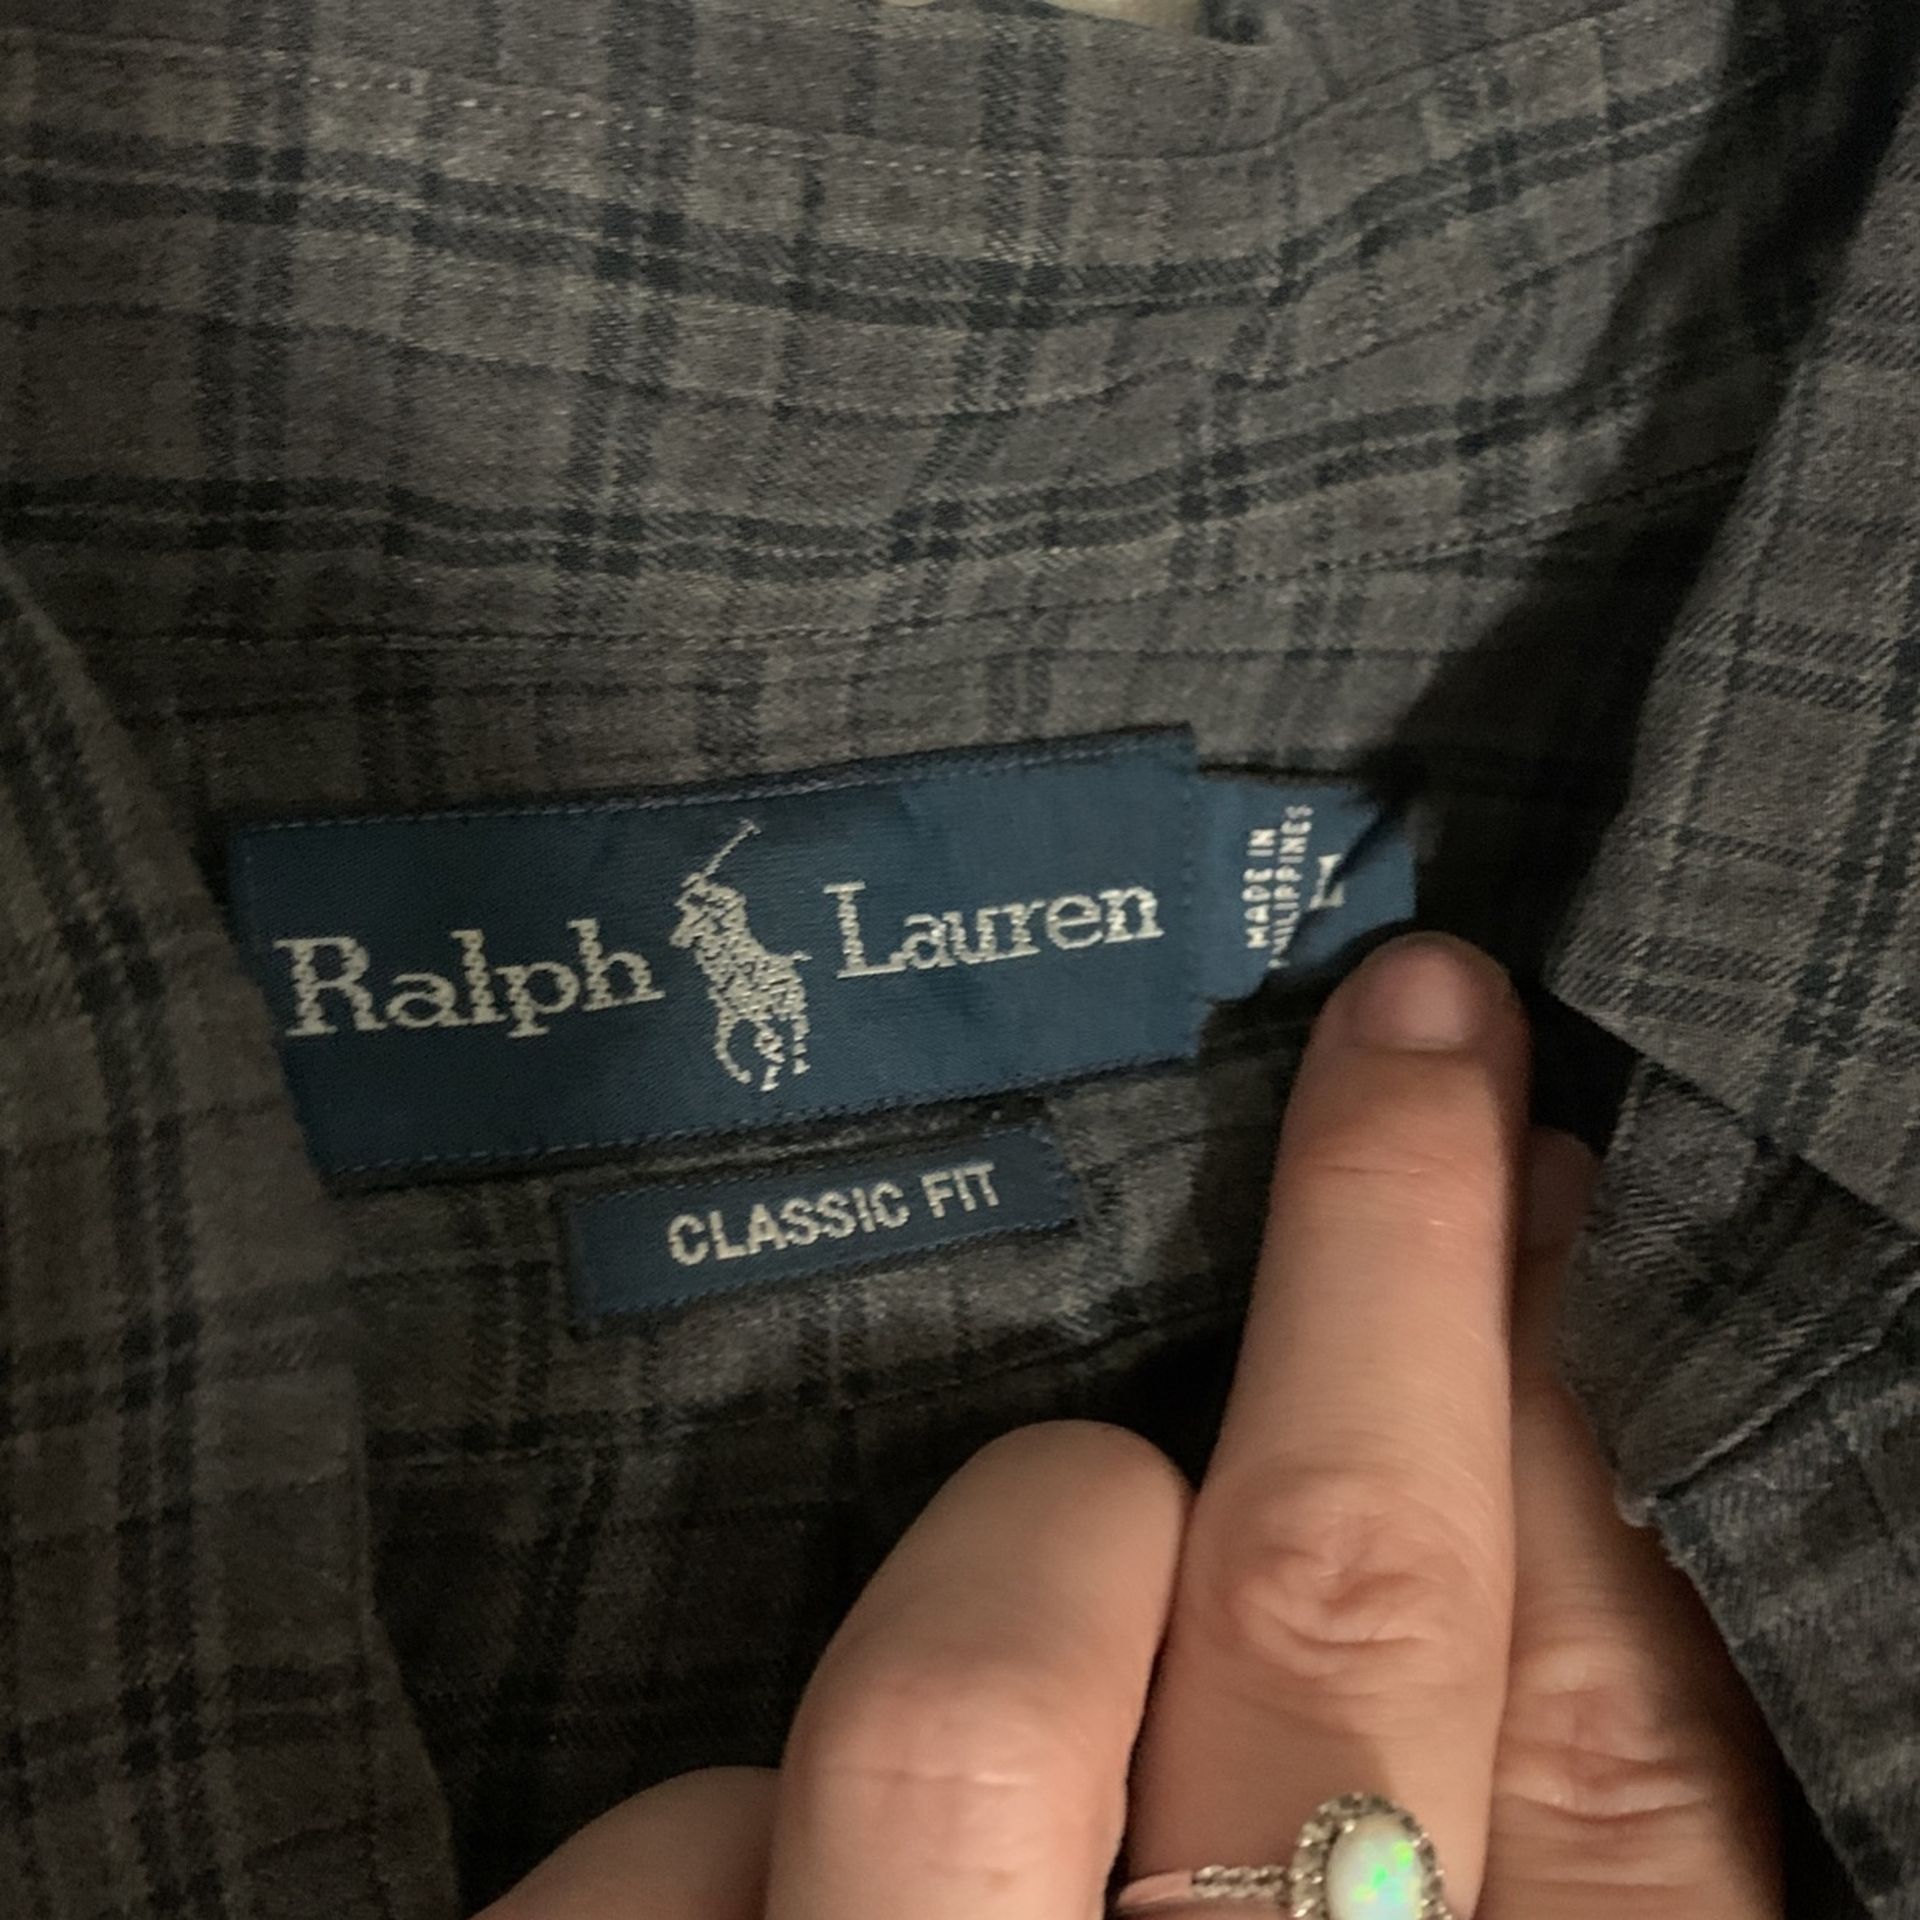 Ralph Lauren
MADE IN
PHILIPPINES
L
CLASSIC FIT